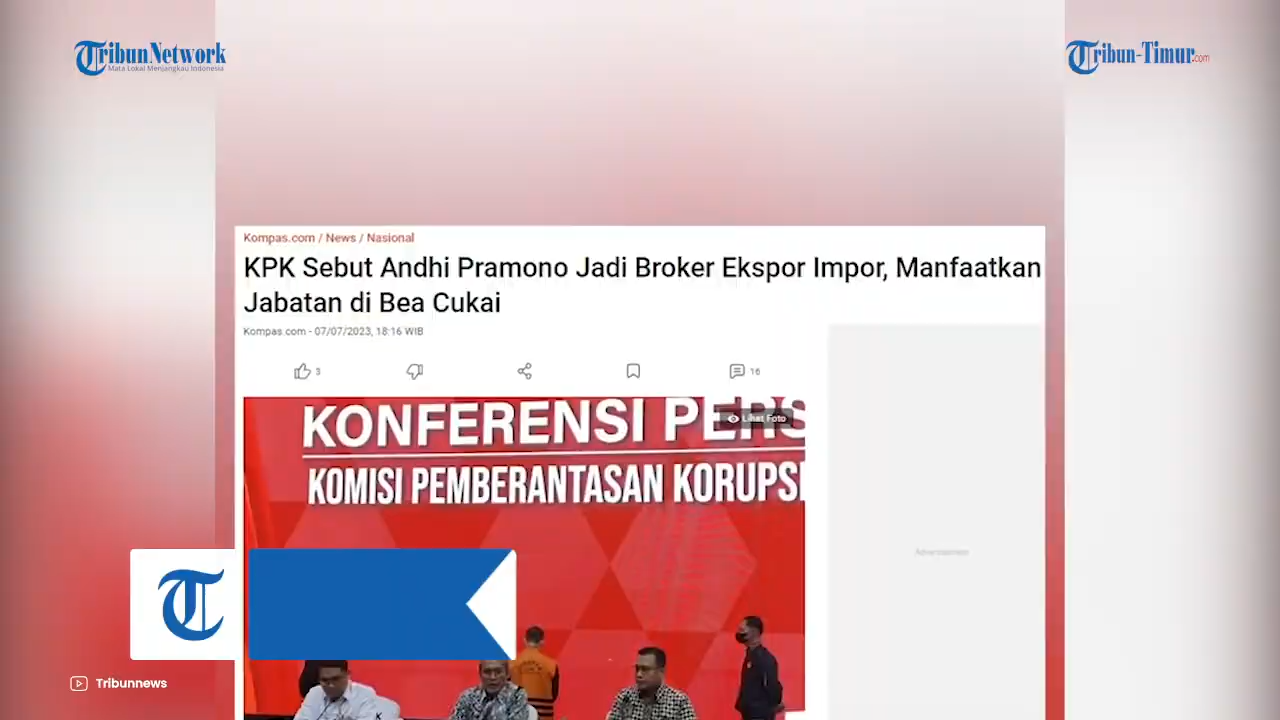 TribunNetwork
Mata Lokal Menjangkau Indonesia
Tribun-Timur.com
Kompas.com / News / Nasional
KPK Sebut Andhi Pramono Jadi Broker Ekspor Impor, Manfaatkan
Jabatan di Bea Cukai
Kompas.com - 07/07/2023, 18:16 WIB
3
16
Lihat Foto
KONFERENSI PERS
KOMISI PEMBERANTASAN KORUPSI
Advertisement
T
Tribunnews